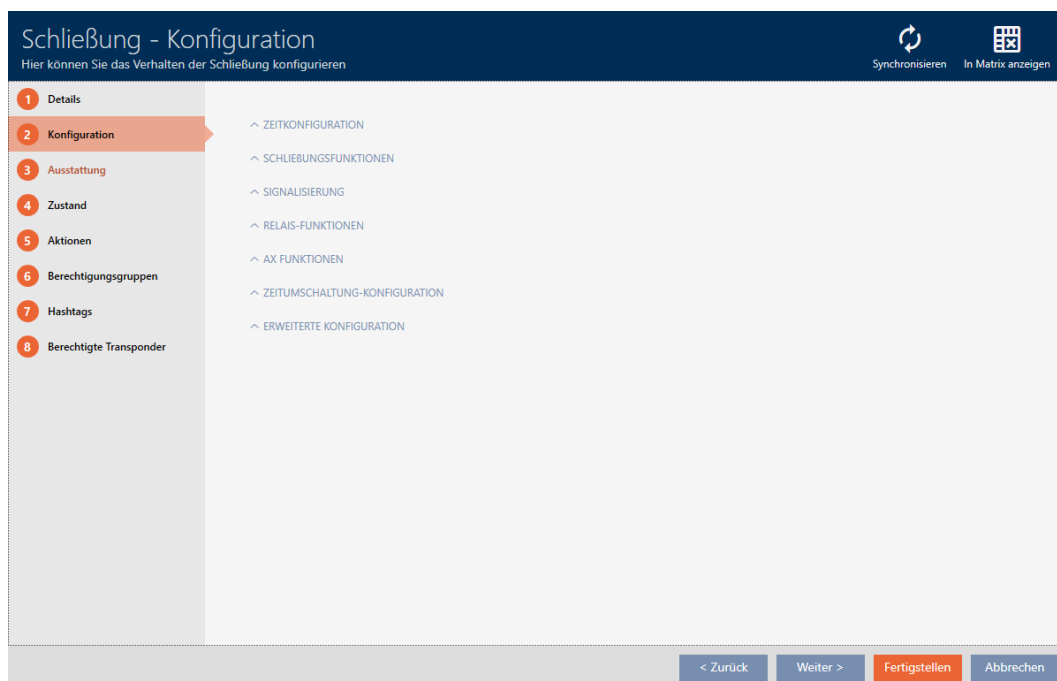 Schließung - Konfiguration
Hier können Sie das Verhalten der Schließung konfigurieren
Synchronisieren
In Matrix anzeigen
1 Details
2 Konfiguration
3 Ausstattung
4 Zustand
5 Aktionen
6 Berechtigungsgruppen
7 Hashtags
8 Berechtigte Transponder
ZEITKONFIGURATION
SCHLIEßUNGSFUNKTIONEN
SIGNALISIERUNG
RELAIS-FUNKTIONEN
AX FUNKTIONEN
ZEITUMSCHALTUNG-KONFIGURATION
ERWEITERTE KONFIGURATION
< Zurück
Weiter >
Fertigstellen
Abbrechen